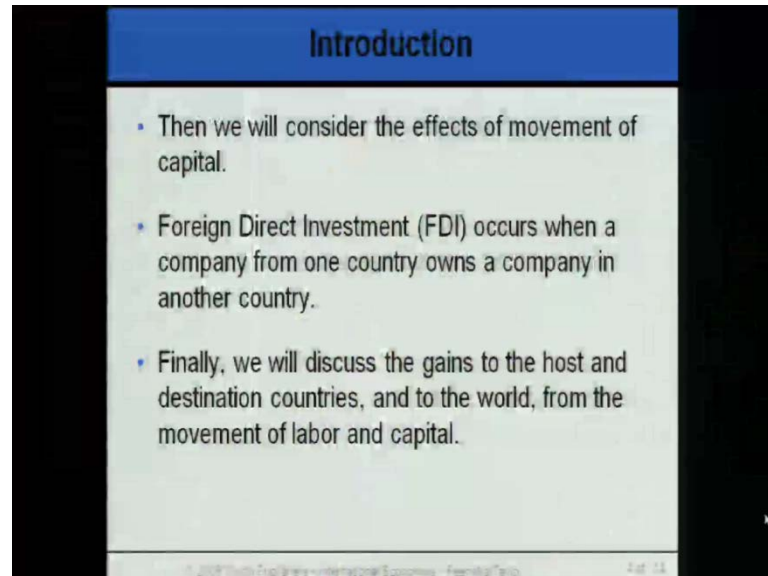 Introduction
• Then we will consider the effects of movement of
capital.
• Foreign Direct Investment (FDI) occurs when a
company from one country owns a company in
another country.
• Finally, we will discuss the gains to the host and
destination countries, and to the world, from the
movement of labor and capital.